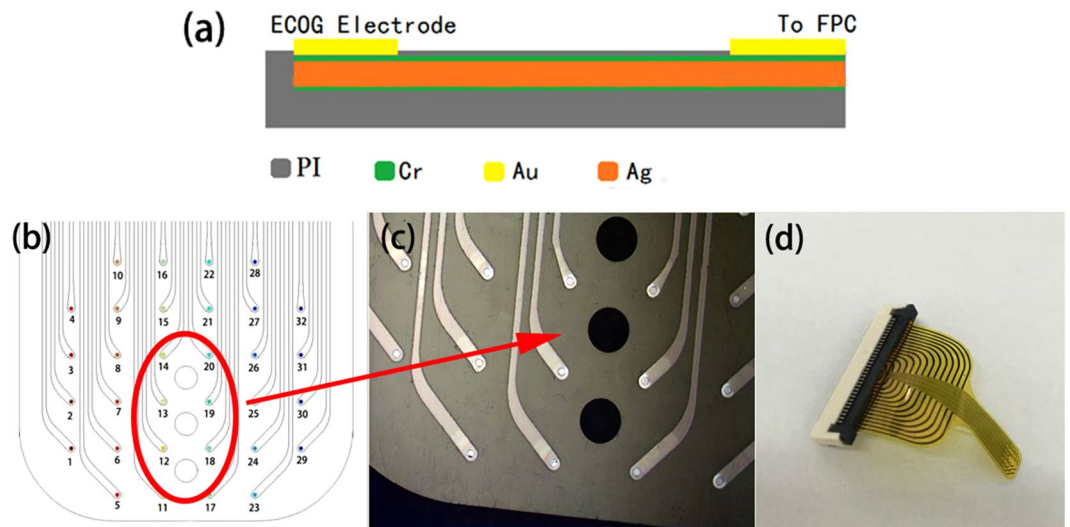 (a)
ECOG Electrode To FPC
PI Cr Au Ag
(b)
10 16 22 28
4 9 15 21 27 32
3 8 14 20 26 31
2 7 13 19 25 30
1 6 12 18 24 29
5 11 17 23
(c)
(d)